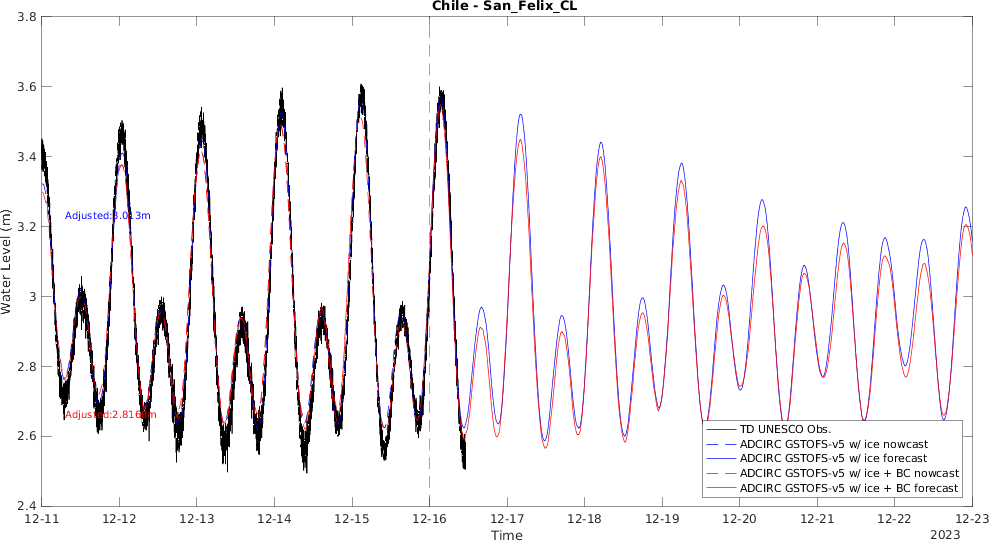 Chile - San_Felix_CL
3.8
3.6
3.4
3.2
3
2.8
2.6
2.4
Water Level (m)
Adjusted:3.013m
TD UNESCO Obs.
ADCIRC GSTOFS-v5 w/ ice nowcast
ADCIRC GSTOFS-v5 w/ ice forecast
ADCIRC GSTOFS-v5 w/ ice + BC nowcast
ADCIRC GSTOFS-v5 w/ ice + BC forecast
12-11 12-12 12-13 12-14 12-15 12-16 12-17 12-18 12-19 12-20 12-21 12-22 12-23
Time
2023